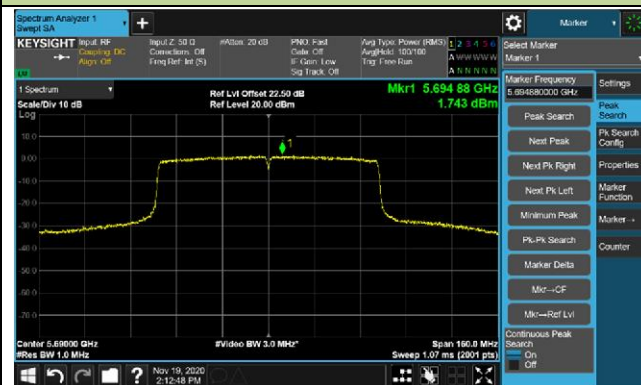 Spectrum Analyzer 1
Swept SA
Marker
KEYSIGHT
Input: RF
Coupling: DC
Align: Off
Input Z: 50 Ω
Corrections: Off
Freq Ref: Int (S)
#Atten: 20 dB
PNO: Fast
Gate: Off
IF Gain: Low
Sig Track: Off
Avg Type: Power (RMS)
Avg|Hold: 100/100
Trig: Free Run
1 2 3 4 5 6
A W W W W W
A N N N N N
Select Marker
Marker 1
1 Spectrum
Scale/Div 10 dB
Log
Ref Lvl Offset 22.50 dB
Ref Level 20.00 dBm
Mkr1 5.694 88 GHz
1.743 dBm
Marker Frequency
5.694880000 GHz
Settings
Peak Search
Peak
Search
Next Peak
Pk Search
Config
Next Pk Right
Properties
Next Pk Left
Marker
Function
Minimum Peak
Marker→
Pk-Pk Search
Counter
Marker Delta
Mkr→CF
Mkr→Ref Lvl
Continuous Peak
Search
On
Off
10.0
0.00
-10.0
-20.0
-30.0
-40.0
-50.0
-60.0
-70.0
1
Center 5.69000 GHz
#Res BW 1.0 MHz
#Video BW 3.0 MHz*
Span 160.0 MHz
Sweep 1.07 ms (2001 pts)
Nov 19, 2020
2:12:48 PM